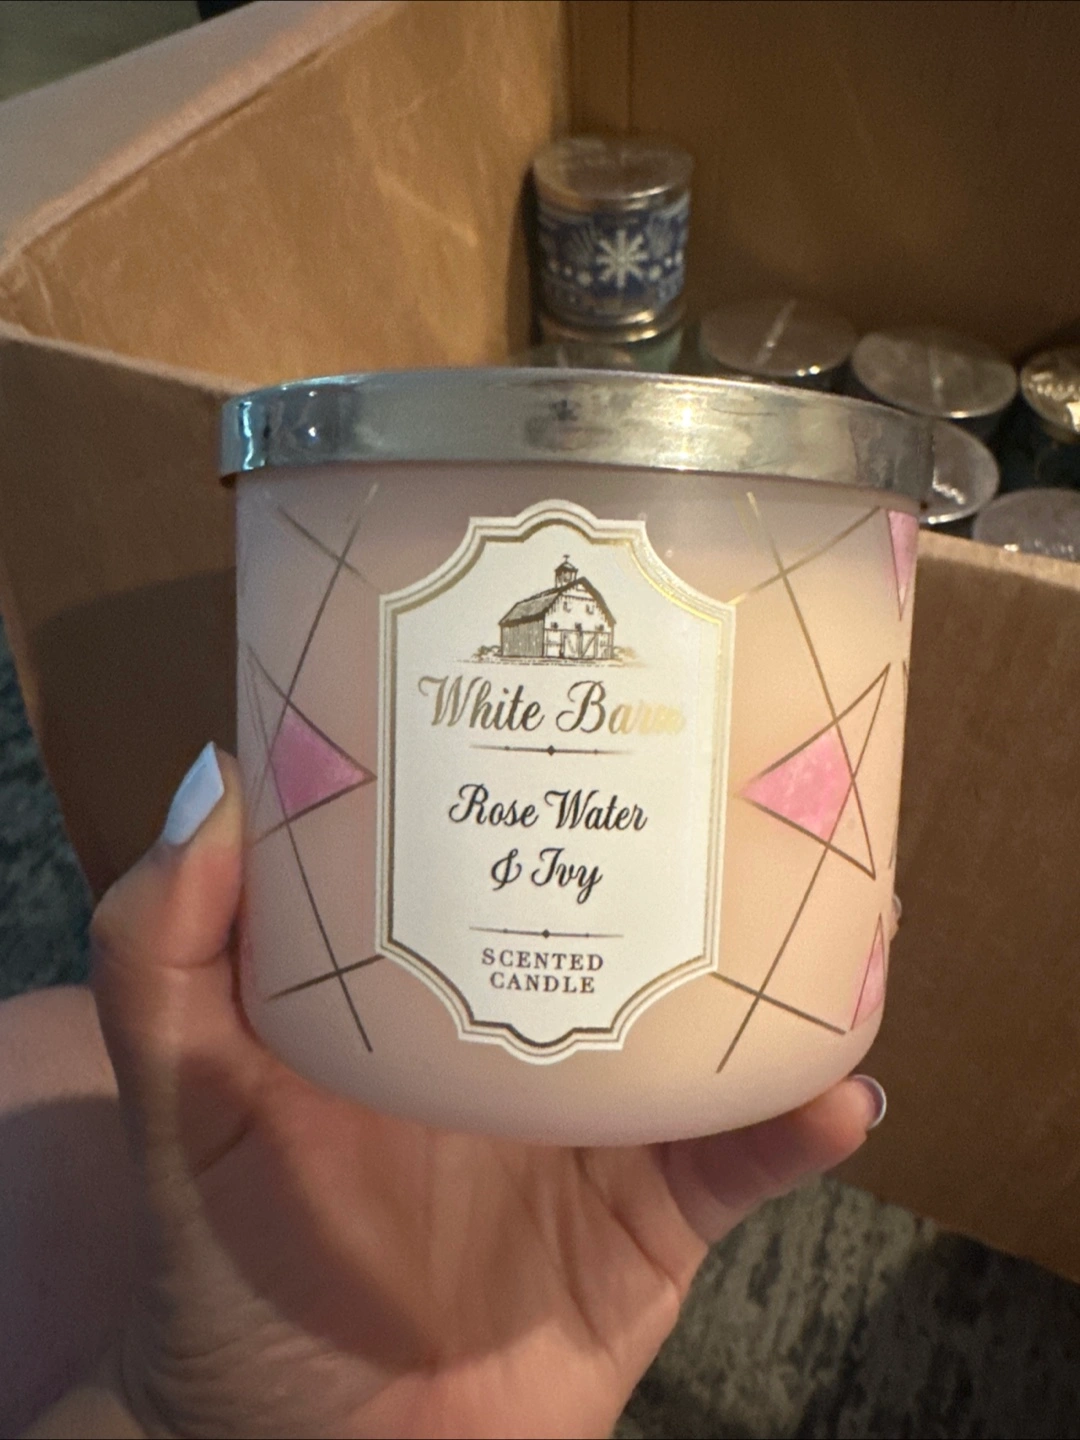 White Barn
Rose Water
& Ivy
SCENTED
CANDLE